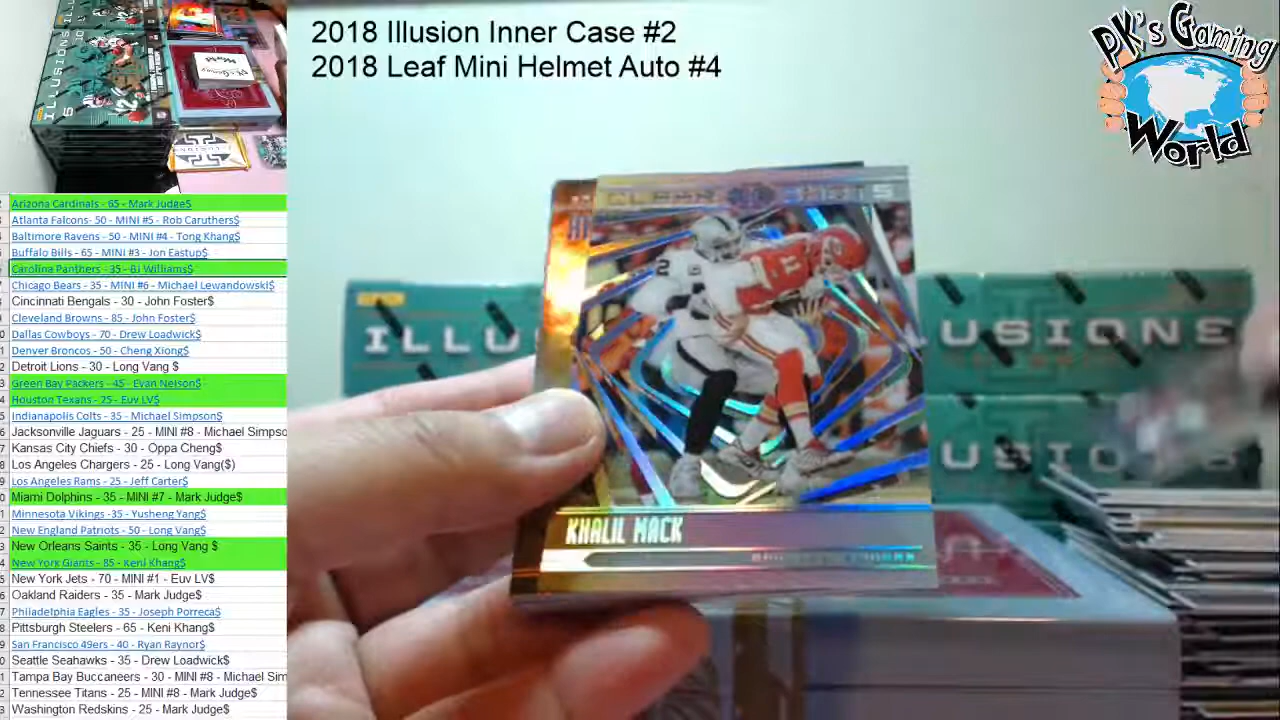 2018 Illusion Inner Case #2
2018 Leaf Mini Helmet Auto #4
PK's Gaming
World
ILLUSIONS
Arizona Cardinals - 65 - Mark Judge$
Atlanta Falcons- 50 - MINI #5 - Rob Caruthers$
Baltimore Ravens - 50 - MINI #4 - Tong Khang$
Buffalo Bills - 65 - MINI #3 - Jon Eastup$
Carolina Panthers - 35 - BJ Williams$
Chicago Bears - 35 - MINI #6 - Michael Lewandowski$
Cincinnati Bengals - 30 - John Foster$
Cleveland Browns - 85 - John Foster$
Dallas Cowboys - 70 - Drew Loadwick$
Denver Broncos - 50 - Cheng Xiong$
Detroit Lions - 30 - Long Vang $
Green Bay Packers - 45 - Evan Nelson$
Houston Texans - 25 - Euv LV$
Indianapolis Colts - 35 - Michael Simpson$
Jacksonville Jaguars - 25 - MINI #8 - Michael Simpso
Kansas City Chiefs - 30 - Oppa Cheng$
Los Angeles Chargers - 25 - Long Vang($)
Los Angeles Rams - 25 - Jeff Carter$
Miami Dolphins - 35 - MINI #7 - Mark Judge$
Minnesota Vikings -35 - Yusheng Yang$
New England Patriots - 50 - Long Vang$
New Orleans Saints - 35 - Long Vang $
New York Giants - 85 - Keni Khang$
New York Jets - 70 - MINI #1 - Euv LV$
Oakland Raiders - 35 - Mark Judge$
Philadelphia Eagles - 35 - Joseph Porreca$
Pittsburgh Steelers - 65 - Keni Khang$
San Francisco 49ers - 40 - Ryan Raynor$
Seattle Seahawks - 35 - Drew Loadwick$
Tampa Bay Buccaneers - 30 - MINI #8 - Michael Sim
Tennessee Titans - 25 - MINI #8 - Mark Judge$
Washington Redskins - 25 - Mark Judge$
CLEAR SHOTS
ILLU
LUSIONS
USIONS
KHALIL MACK